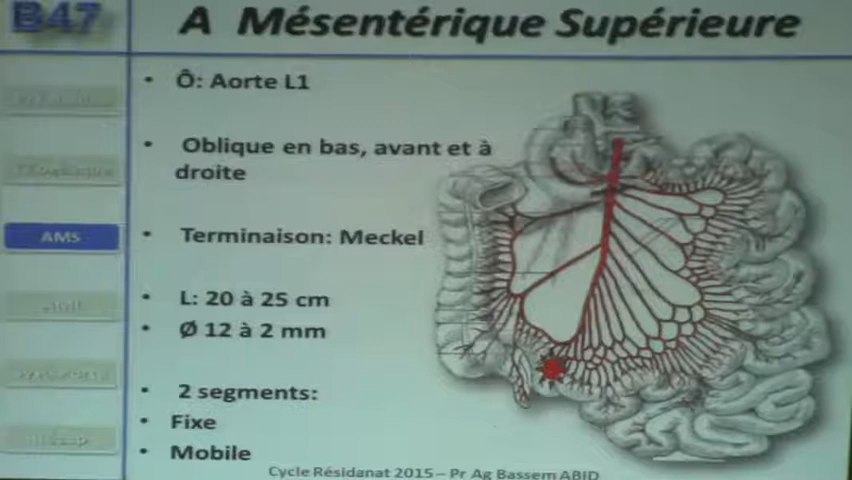 B47
A Mésentérique Supérieure
• Ô: Aorte L1
• Oblique en bas, avant et à
droite
AMS
• Terminaison: Meckel
• L: 20 à 25 cm
• Ø 12 à 2 mm
• 2 segments:
• Fixe
• Mobile
Cycle Résidanat 2015 – Pr Ag Bassem ABID